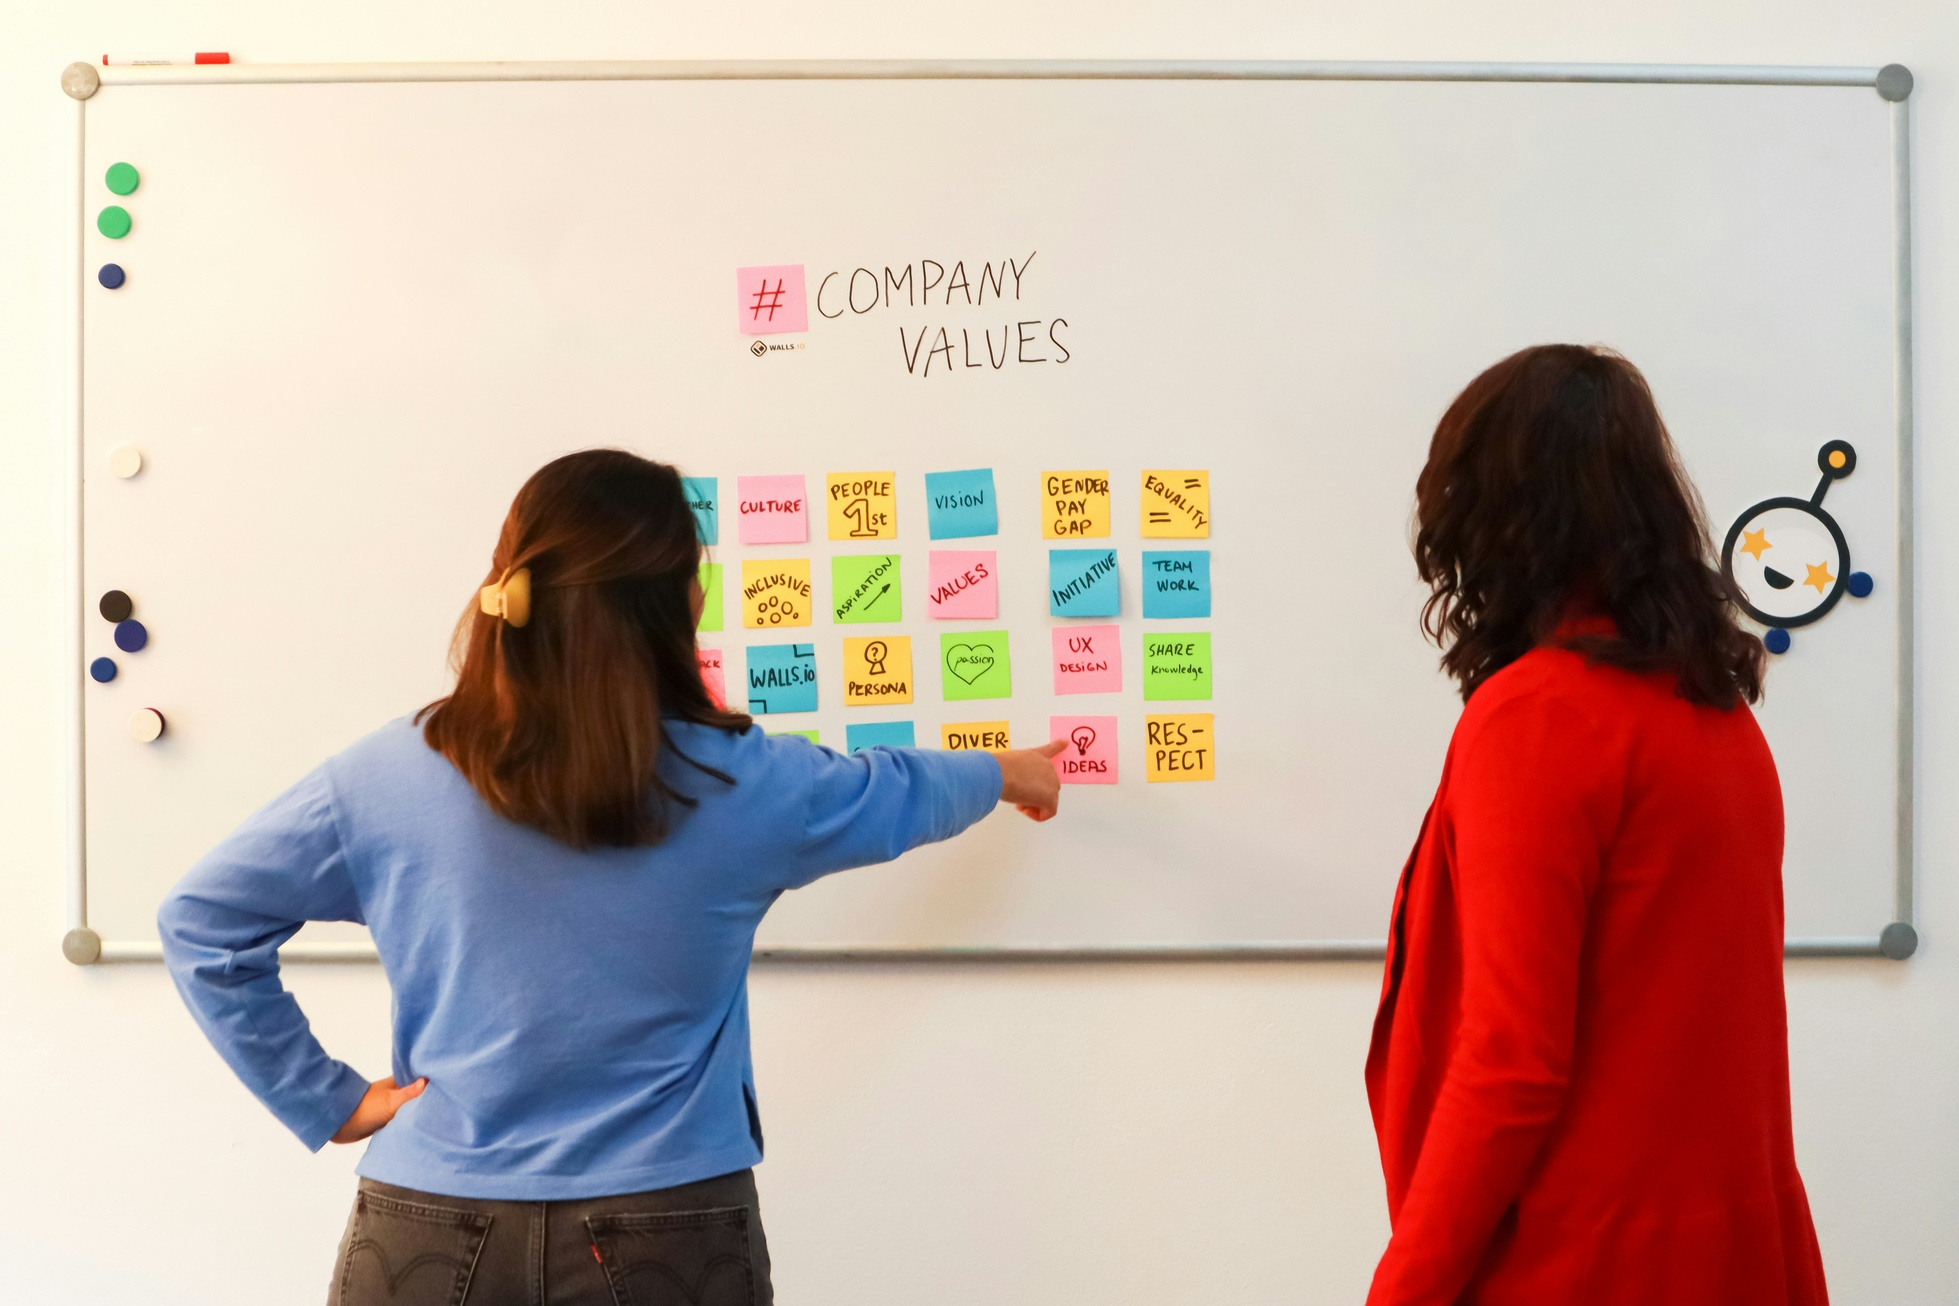 # COMPANY
VALUES
WALLS.IO
CULTURE
PEOPLE
1st
VISION
GENDER
PAY
GAP
EQUALITY
INCLUSIVE
ASPIRATION
VALUES
INITIATIVE
TEAM
WORK
WALLS.io
?
PERSONA
passion
UX
DESIGN
SHARE
Knowledge
DIVER-
IDEAS
RES-
PECT